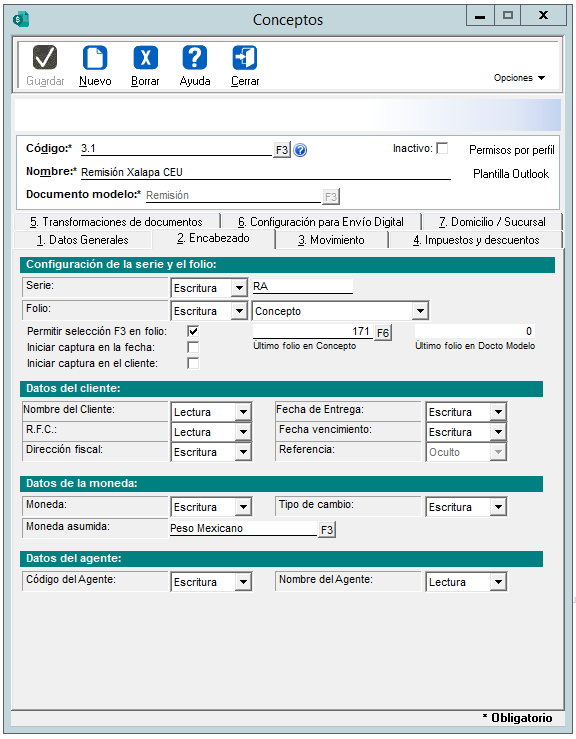 Conceptos
Guardar Nuevo Borrar Ayuda Cerrar Opciones
Código:* 3.1 F3 ? Inactivo: Permisos por perfil
Nombre:* Remisión Xalapa CEU Plantilla Outlook
Documento modelo:* Remisión F3
5. Transformaciones de documentos 6. Configuración para Envío Digital 7. Domicilio / Sucursal
1. Datos Generales 2. Encabezado 3. Movimiento 4. Impuestos y descuentos
Configuración de la serie y el folio:
Serie: Escritura RA
Folio: Escritura Concepto
Permitir selección F3 en folio: 171 F6 0
Iniciar captura en la fecha: Último folio en Concepto Último folio en Docto Modelo
Iniciar captura en el cliente:
Datos del cliente:
Nombre del Cliente: Lectura Fecha de Entrega: Escritura
R.F.C.: Lectura Fecha vencimiento: Escritura
Dirección fiscal: Escritura Referencia: Oculto
Datos de la moneda:
Moneda: Escritura Tipo de cambio: Escritura
Moneda asumida: Peso Mexicano F3
Datos del agente:
Código del Agente: Escritura Nombre del Agente: Lectura
* Obligatorio